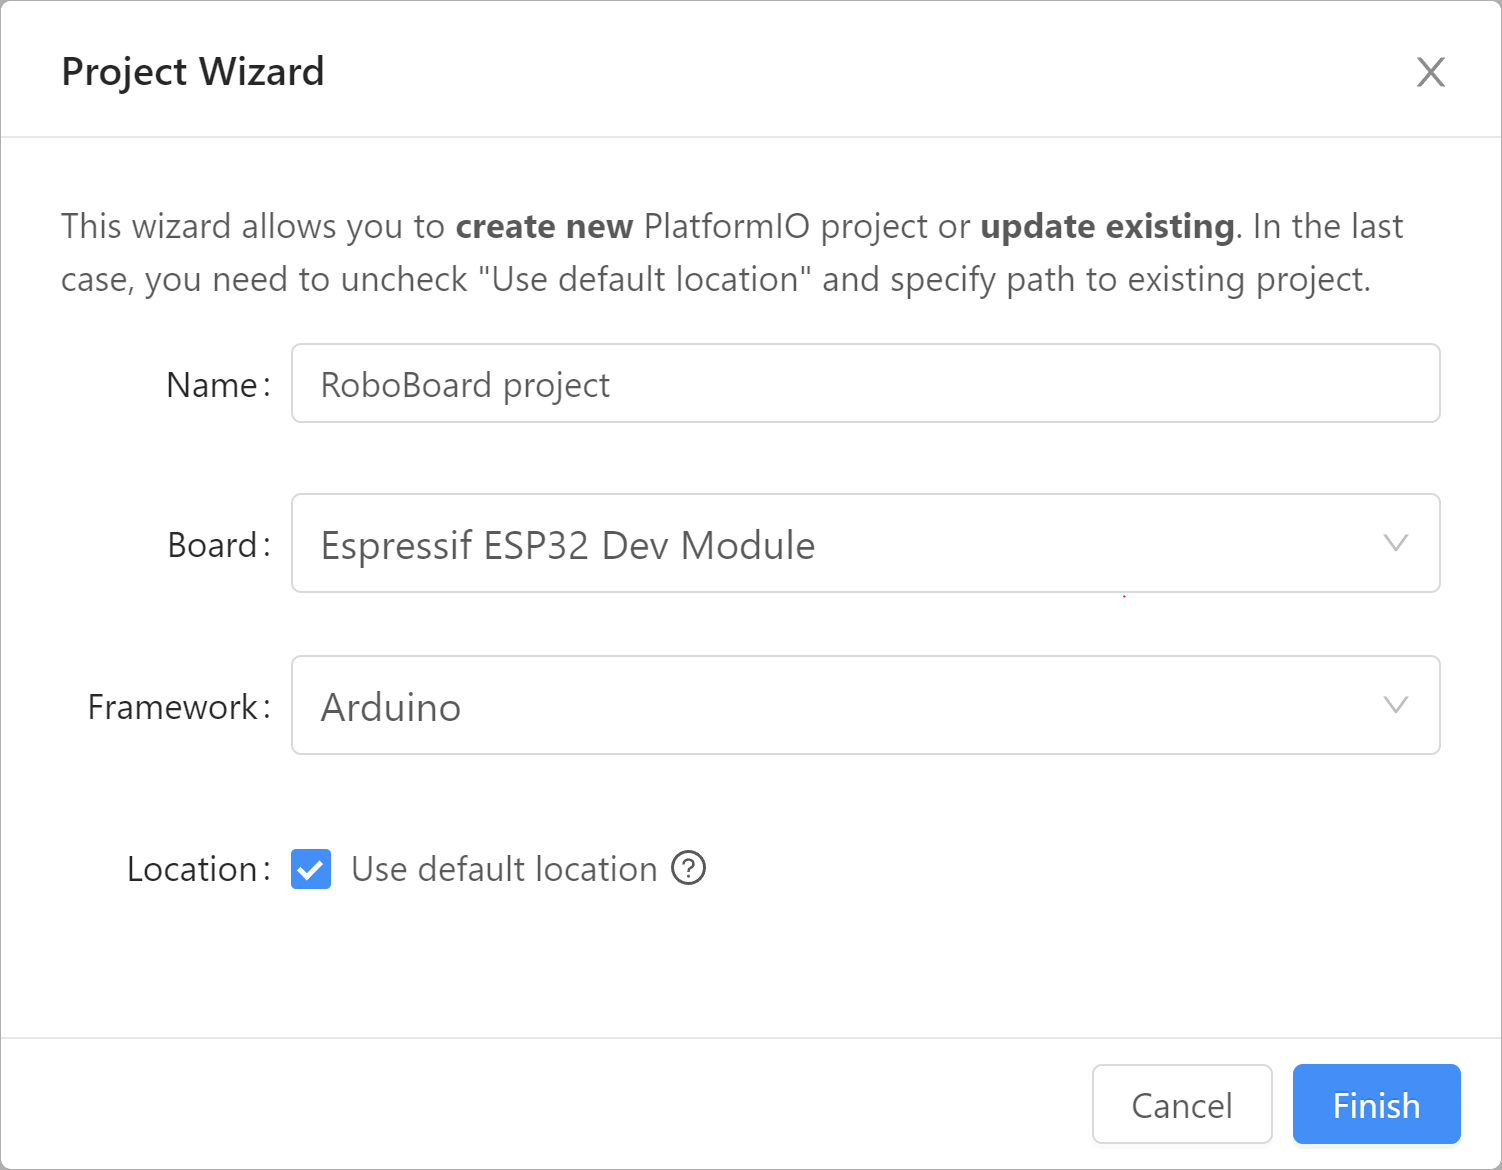 Project Wizard
This wizard allows you to create new PlatformIO project or update existing. In the last
case, you need to uncheck "Use default location" and specify path to existing project.
Name: RoboBoard project
Board: Espressif ESP32 Dev Module
Framework: Arduino
Location: Use default location ?
Cancel Finish